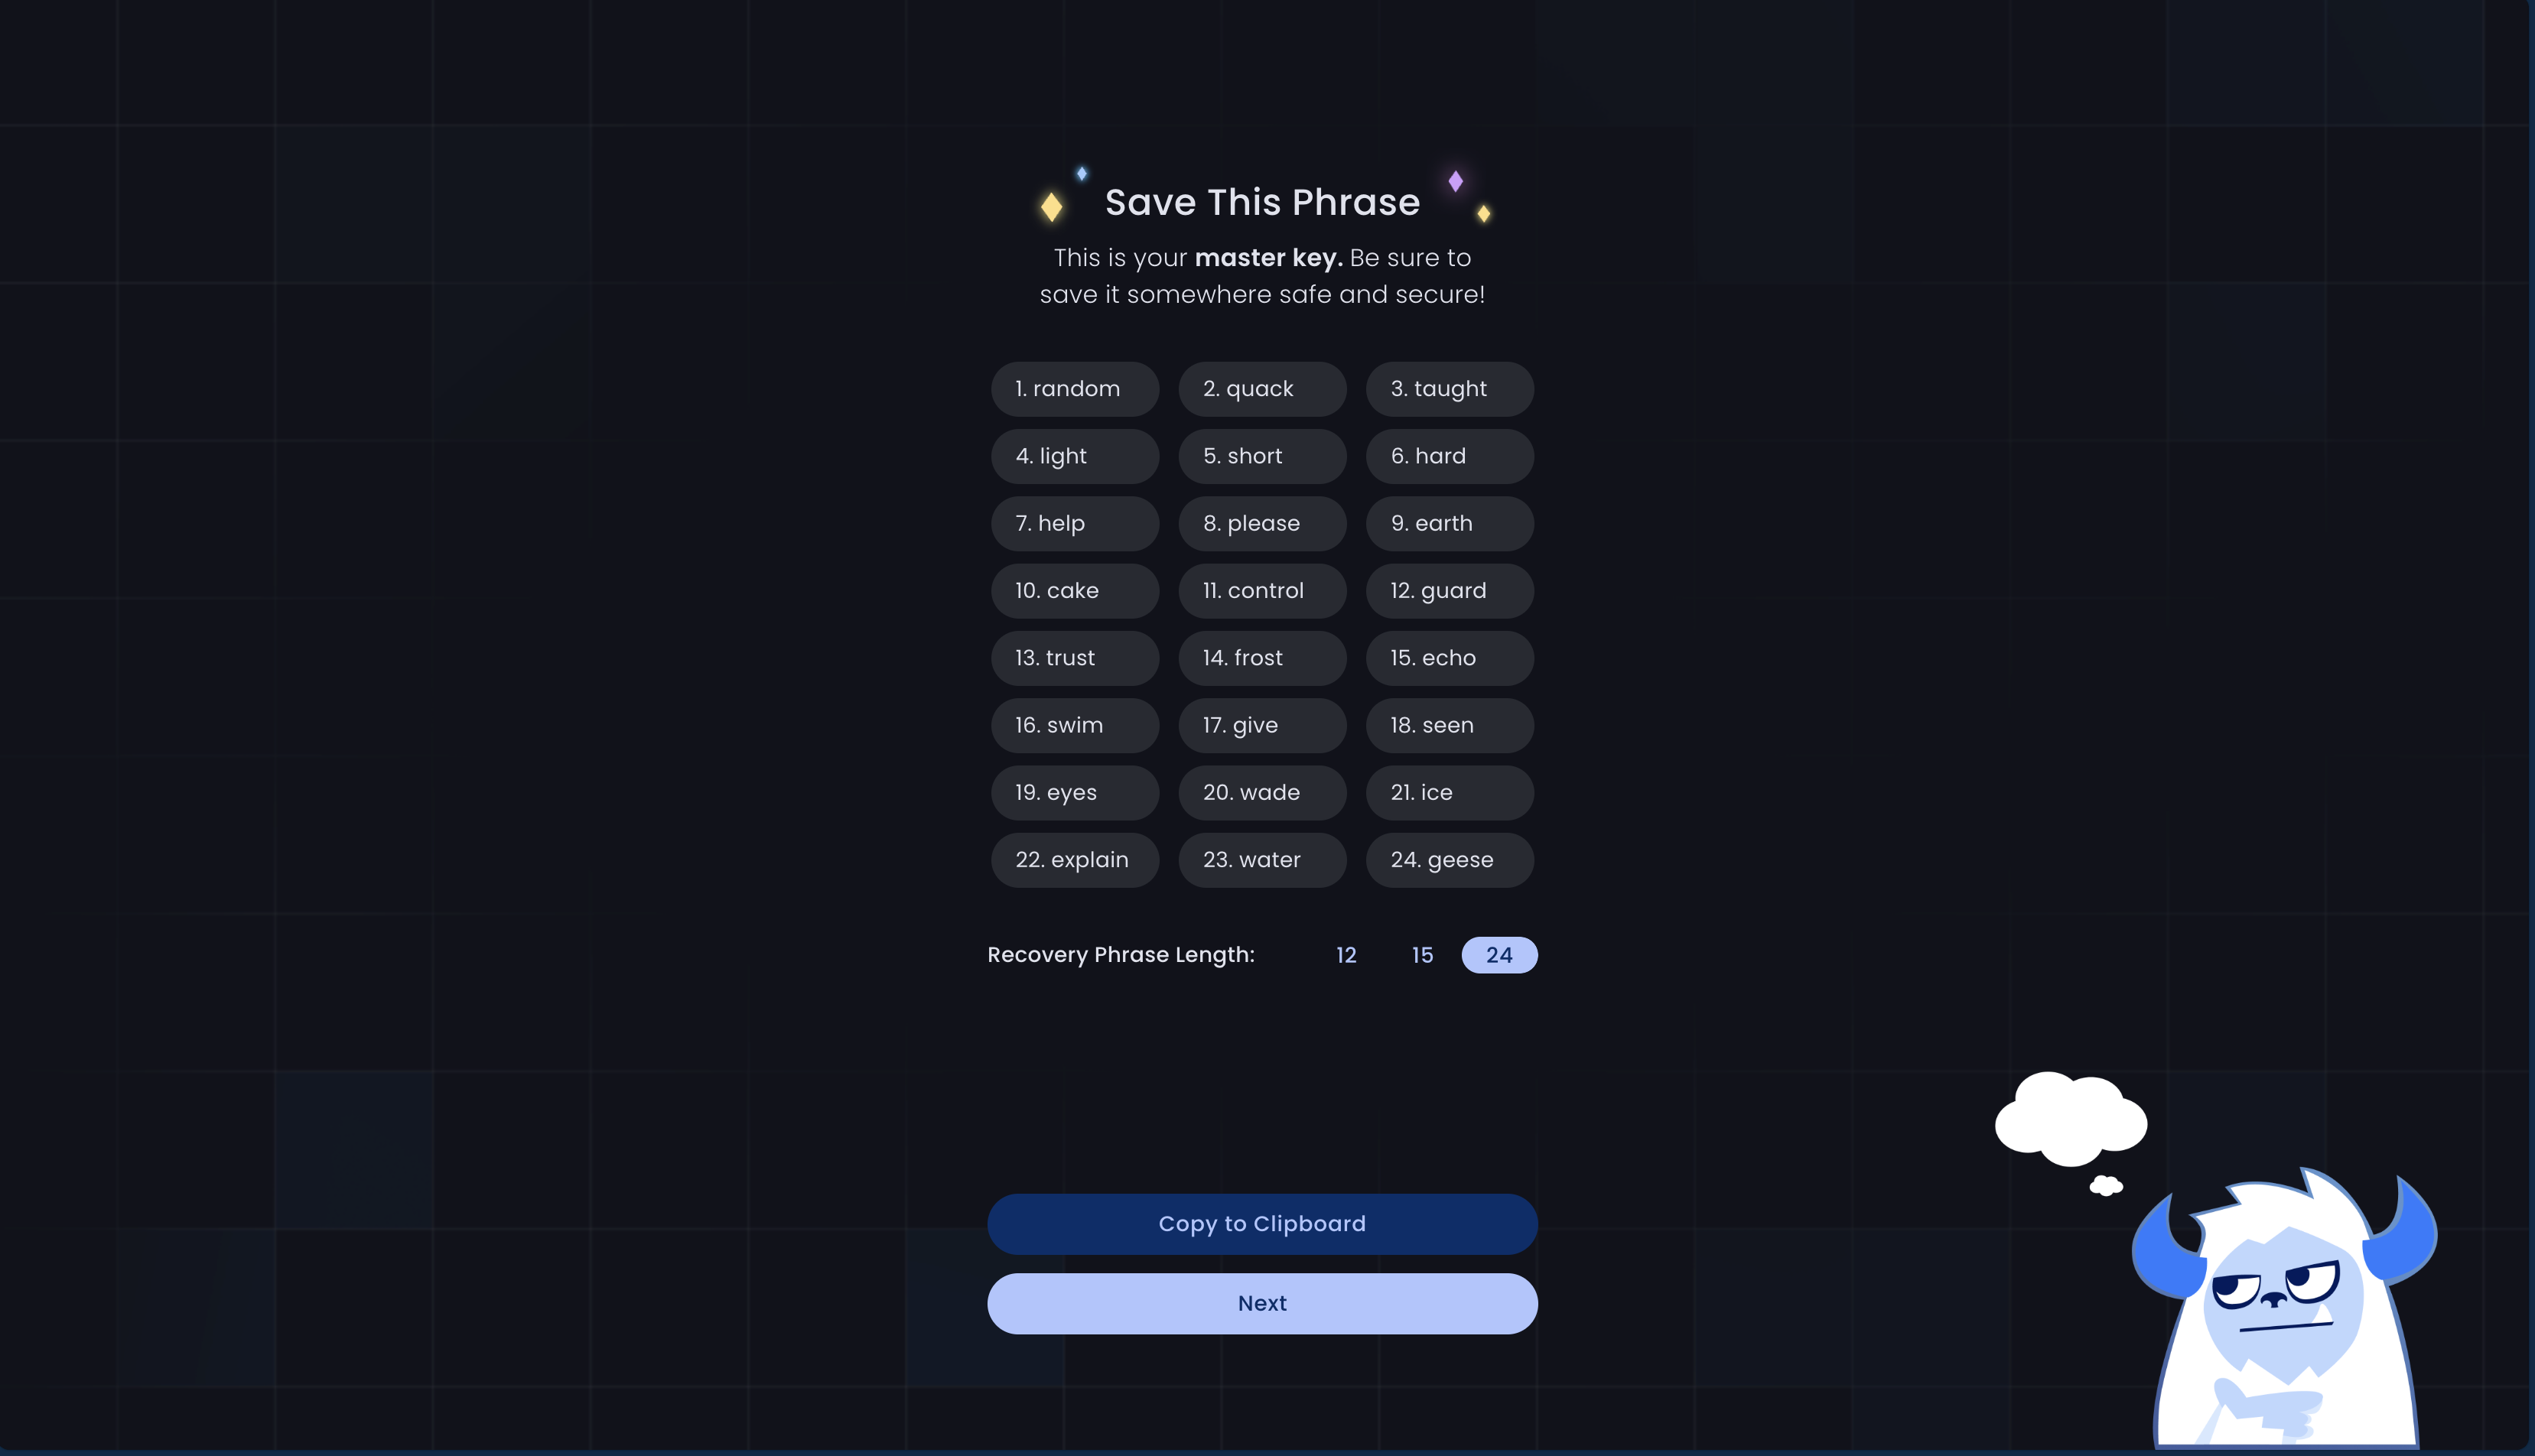 Save This Phrase
This is your master key. Be sure to
save it somewhere safe and secure!
1. random 2. quack 3. taught
4. light 5. short 6. hard
7. help 8. please 9. earth
10. cake 11. control 12. guard
13. trust 14. frost 15. echo
16. swim 17. give 18. seen
19. eyes 20. wade 21. ice
22. explain 23. water 24. geese
Recovery Phrase Length: 12 15 24
Copy to Clipboard
Next